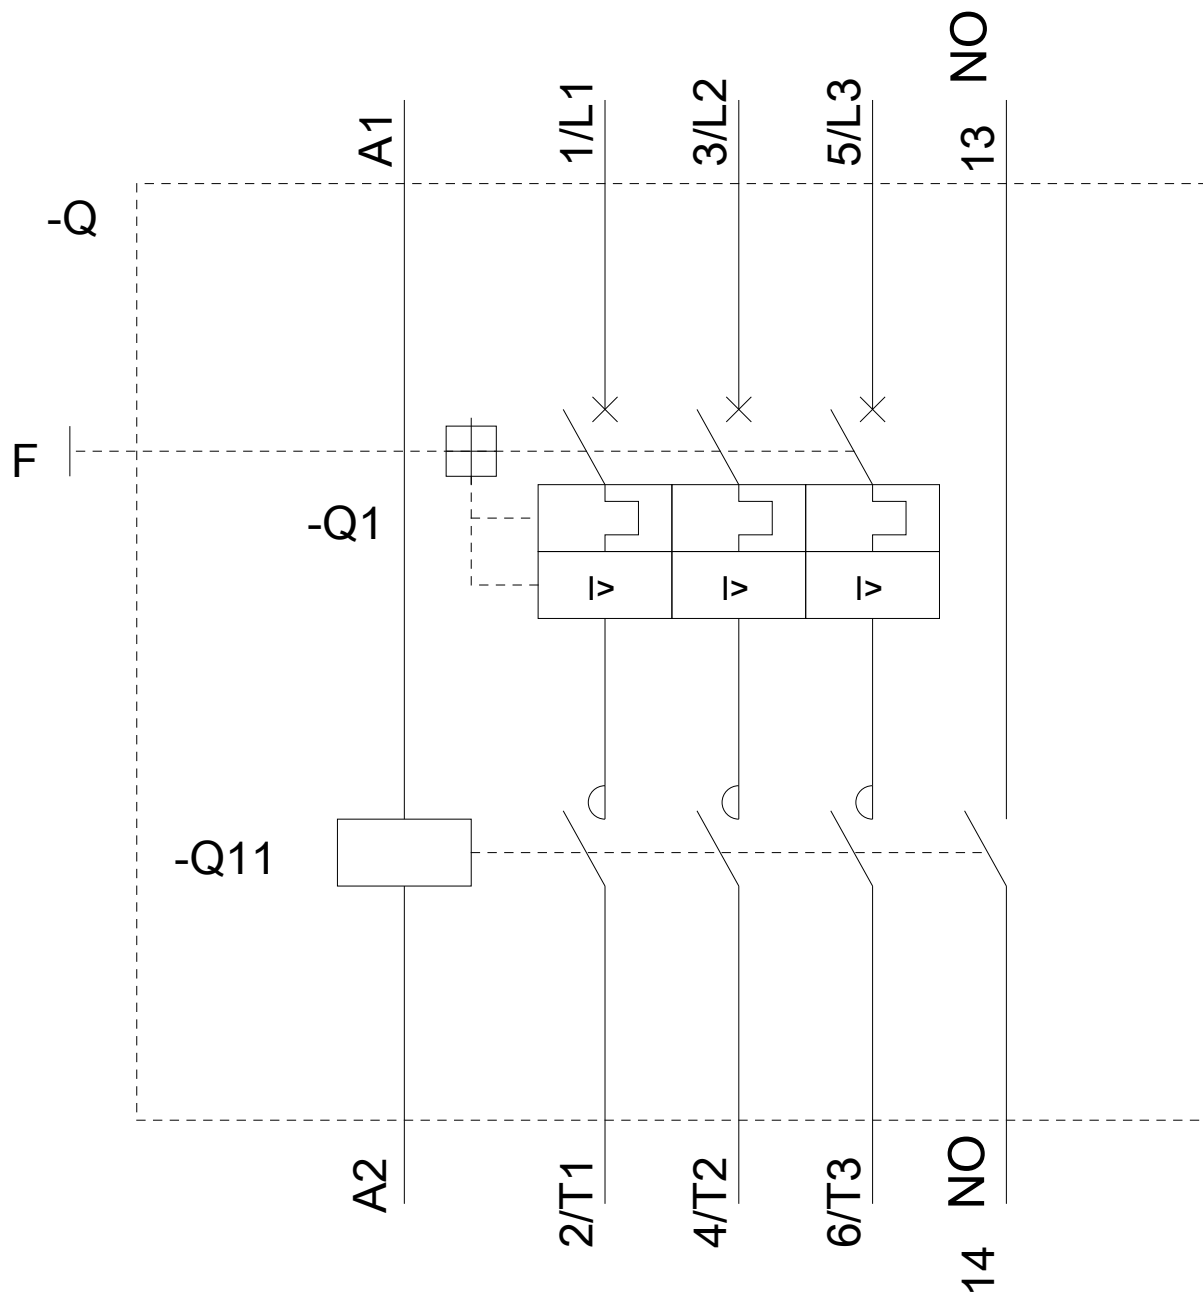 A1
1/L1
3/L2
5/L3
13 NO
-Q
F
-Q1
I>
I>
I>
-Q11
A2
2/T1
4/T2
6/T3
14 NO